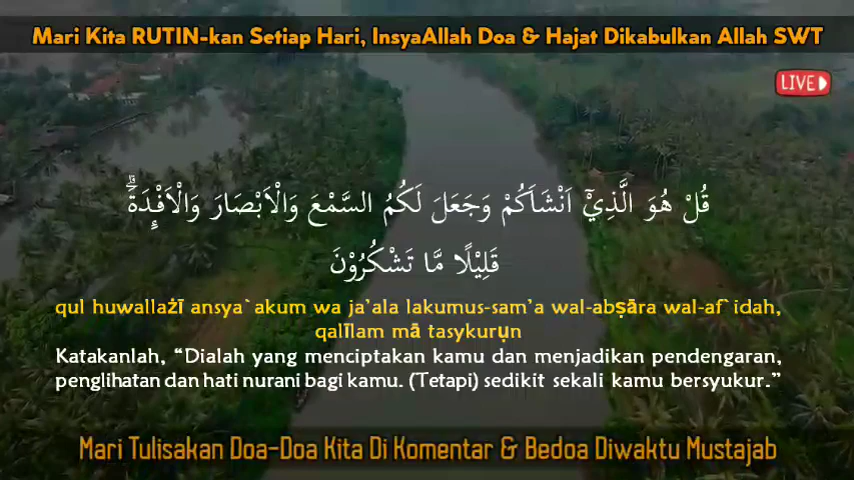 Mari Kita RUTIN-kan Setiap Hari, InsyaAllah Doa & Hajat Dikabulkan Allah SWT
LIVE
قُلْ هُوَ الَّذِيْٓ اَنْشَاَكُمْ وَجَعَلَ لَكُمُ السَّمْعَ وَالْاَبْصَارَ وَالْاَفْـِٕدَةَۗ
قَلِيْلًا مَّا تَشْكُرُوْنَ
qul huwallażī ansya`akum wa ja’ala lakumus-sam’a wal-abṣāra wal-af`idah,
qalīlam mā tasykurụn
Katakanlah, “Dialah yang menciptakan kamu dan menjadikan pendengaran,
penglihatan dan hati nurani bagi kamu. (Tetapi) sedikit sekali kamu bersyukur.”
Mari Tulisakan Doa-Doa Kita Di Komentar & Bedoa Diwaktu Mustajab